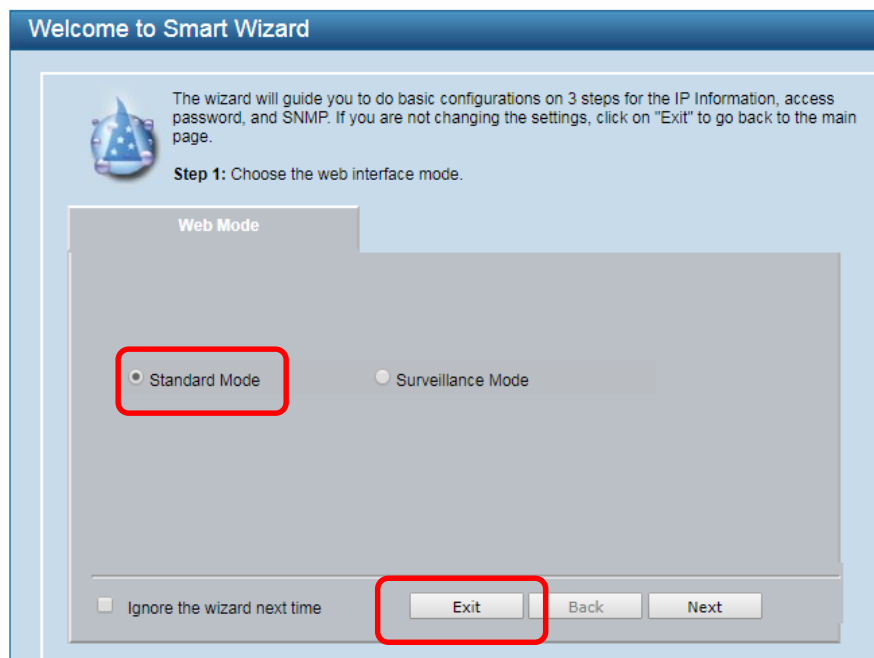 Welcome to Smart Wizard
The wizard will guide you to do basic configurations on 3 steps for the IP Information, access
password, and SNMP. If you are not changing the settings, click on "Exit" to go back to the main
page.
Step 1: Choose the web interface mode.
Web Mode
Standard Mode
Surveillance Mode
Ignore the wizard next time
Exit
Back
Next